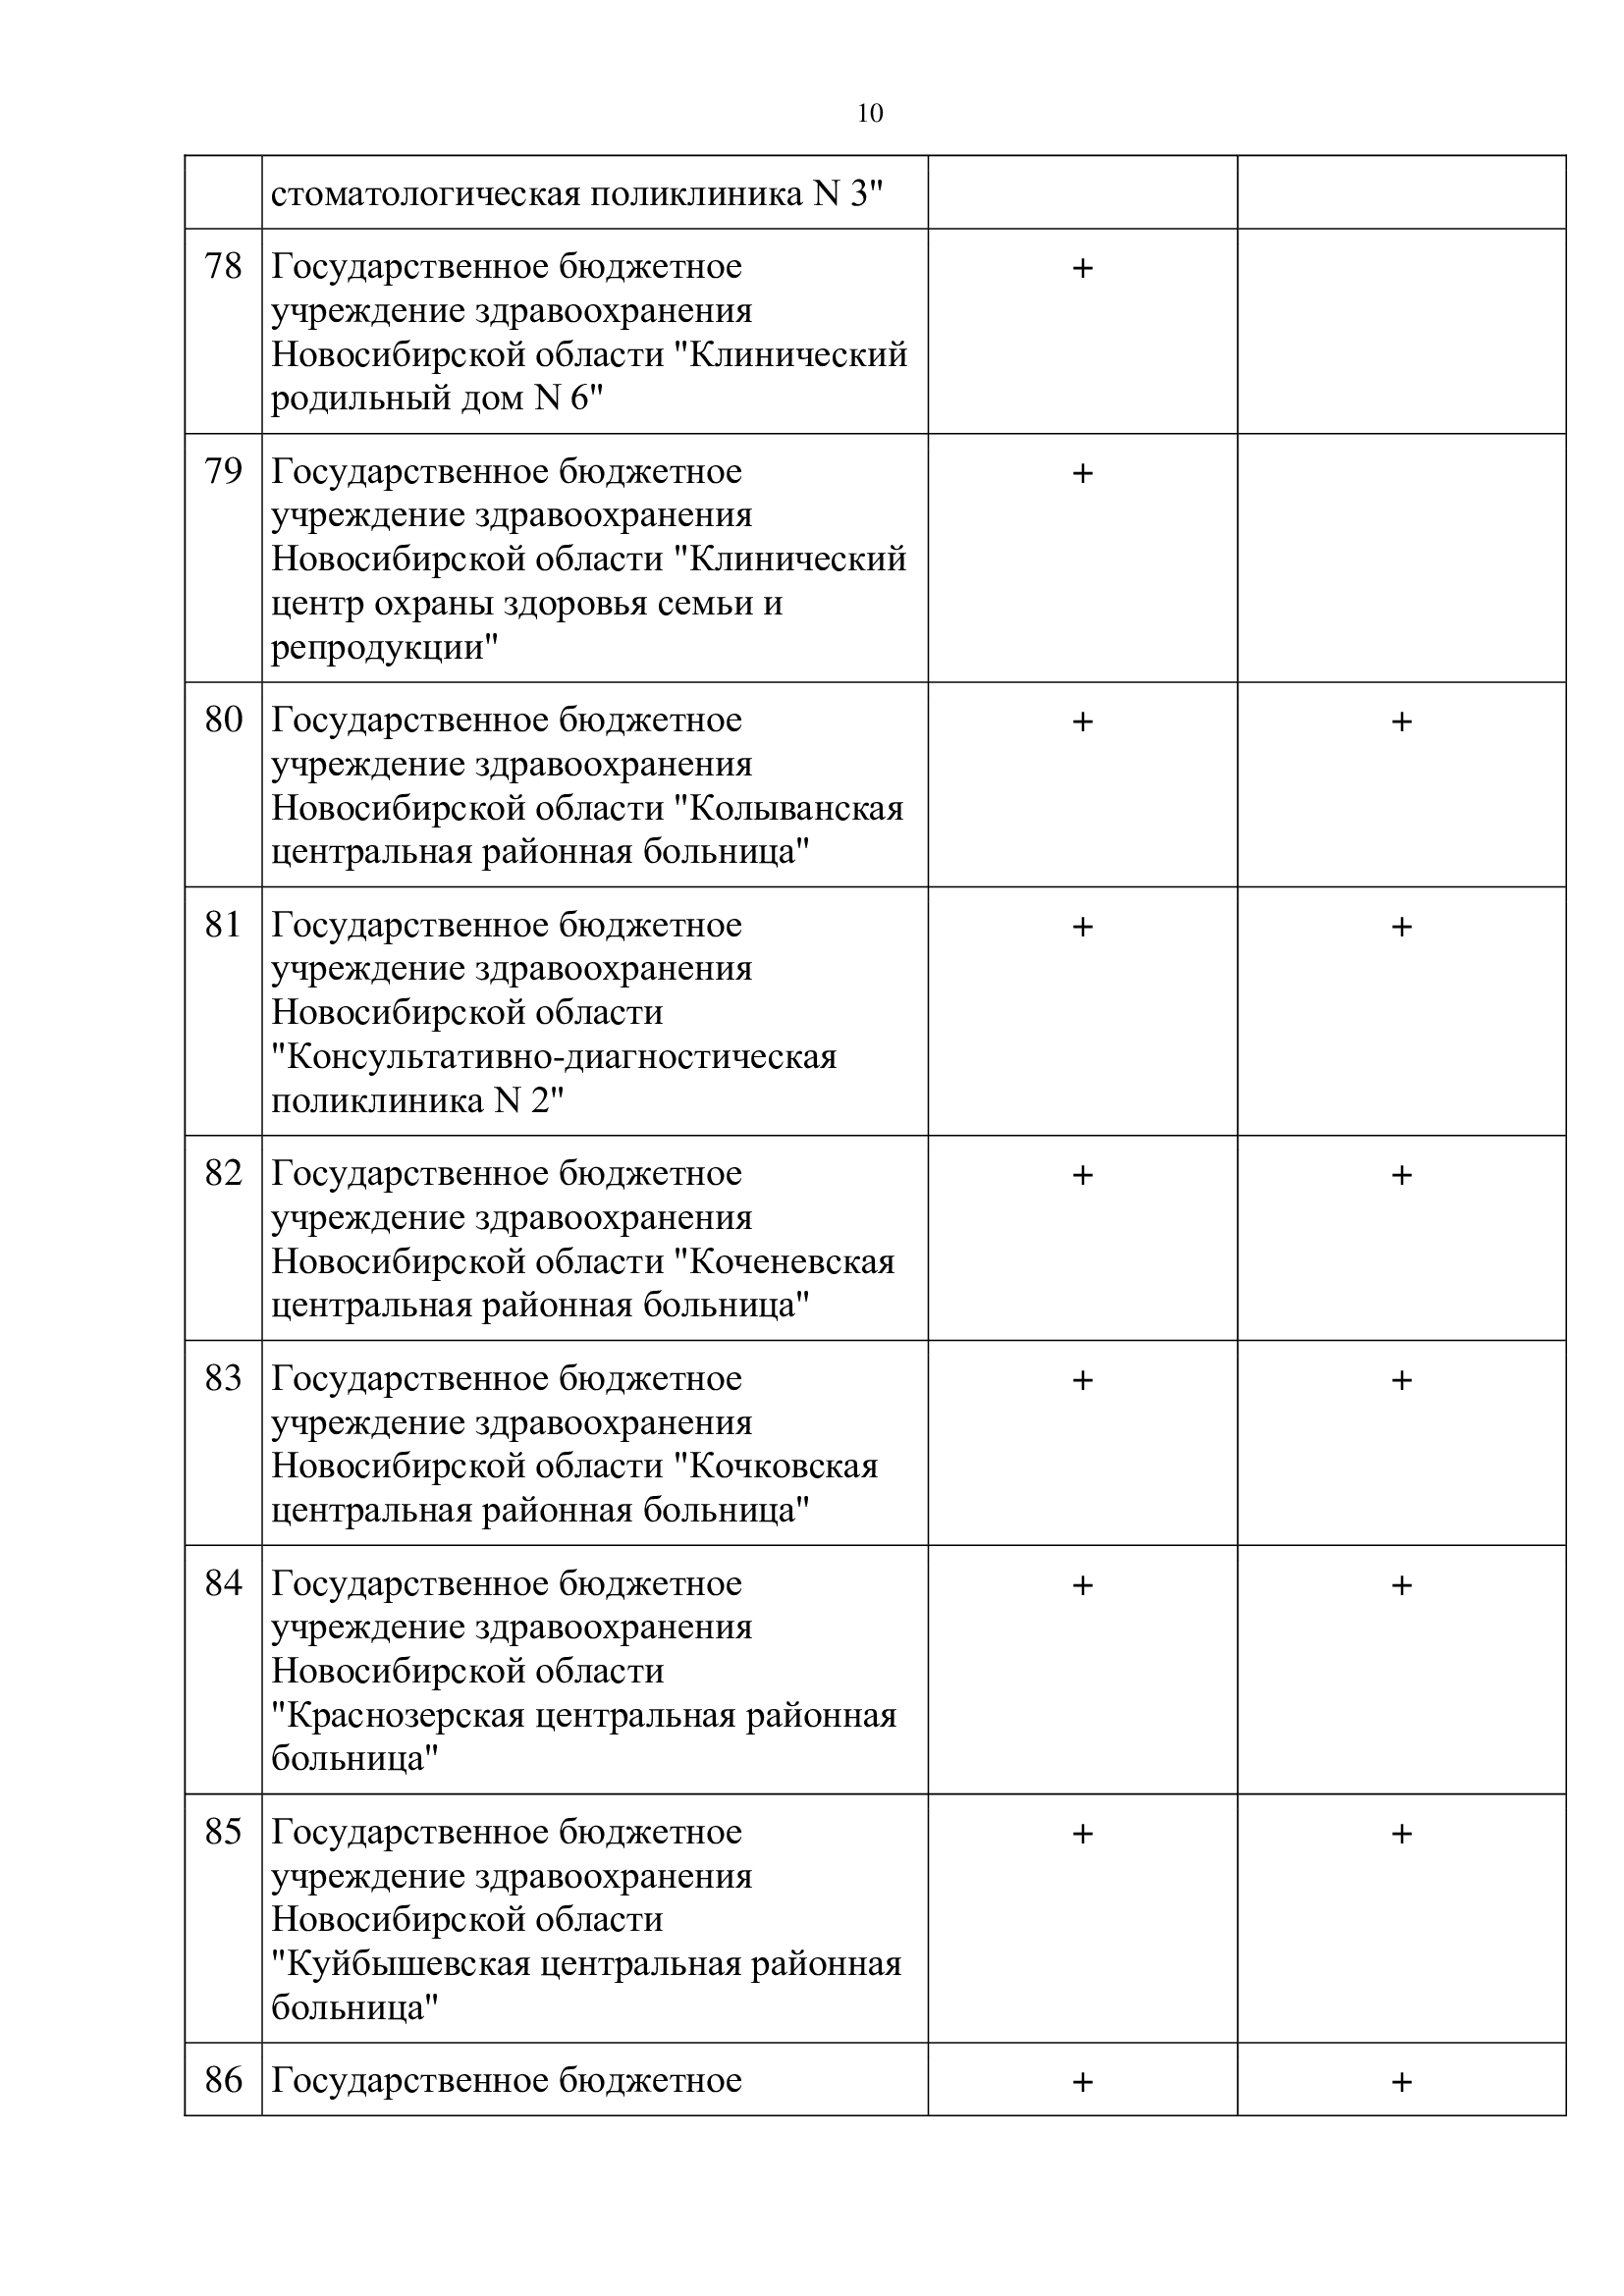 10
стоматологическая поликлиника N 3"
78 Государственное бюджетное + 
учреждение здравоохранения
Новосибирской области "Клинический
родильный дом N 6"
79 Государственное бюджетное +
учреждение здравоохранения
Новосибирской области "Клинический
центр охраны здоровья семьи и
репродукции"
80 Государственное бюджетное + +
учреждение здравоохранения
Новосибирской области "Колыванская
центральная районная больница"
81 Государственное бюджетное + +
учреждение здравоохранения
Новосибирской области
"Консультативно-диагностическая
поликлиника N 2"
82 Государственное бюджетное + +
учреждение здравоохранения
Новосибирской области "Коченевская
центральная районная больница"
83 Государственное бюджетное + +
учреждение здравоохранения
Новосибирской области "Кочковская
центральная районная больница"
84 Государственное бюджетное + +
учреждение здравоохранения
Новосибирской области
"Краснозерская центральная районная
больница"
85 Государственное бюджетное + +
учреждение здравоохранения
Новосибирской области
"Куйбышевская центральная районная
больница"
86 Государственное бюджетное + +